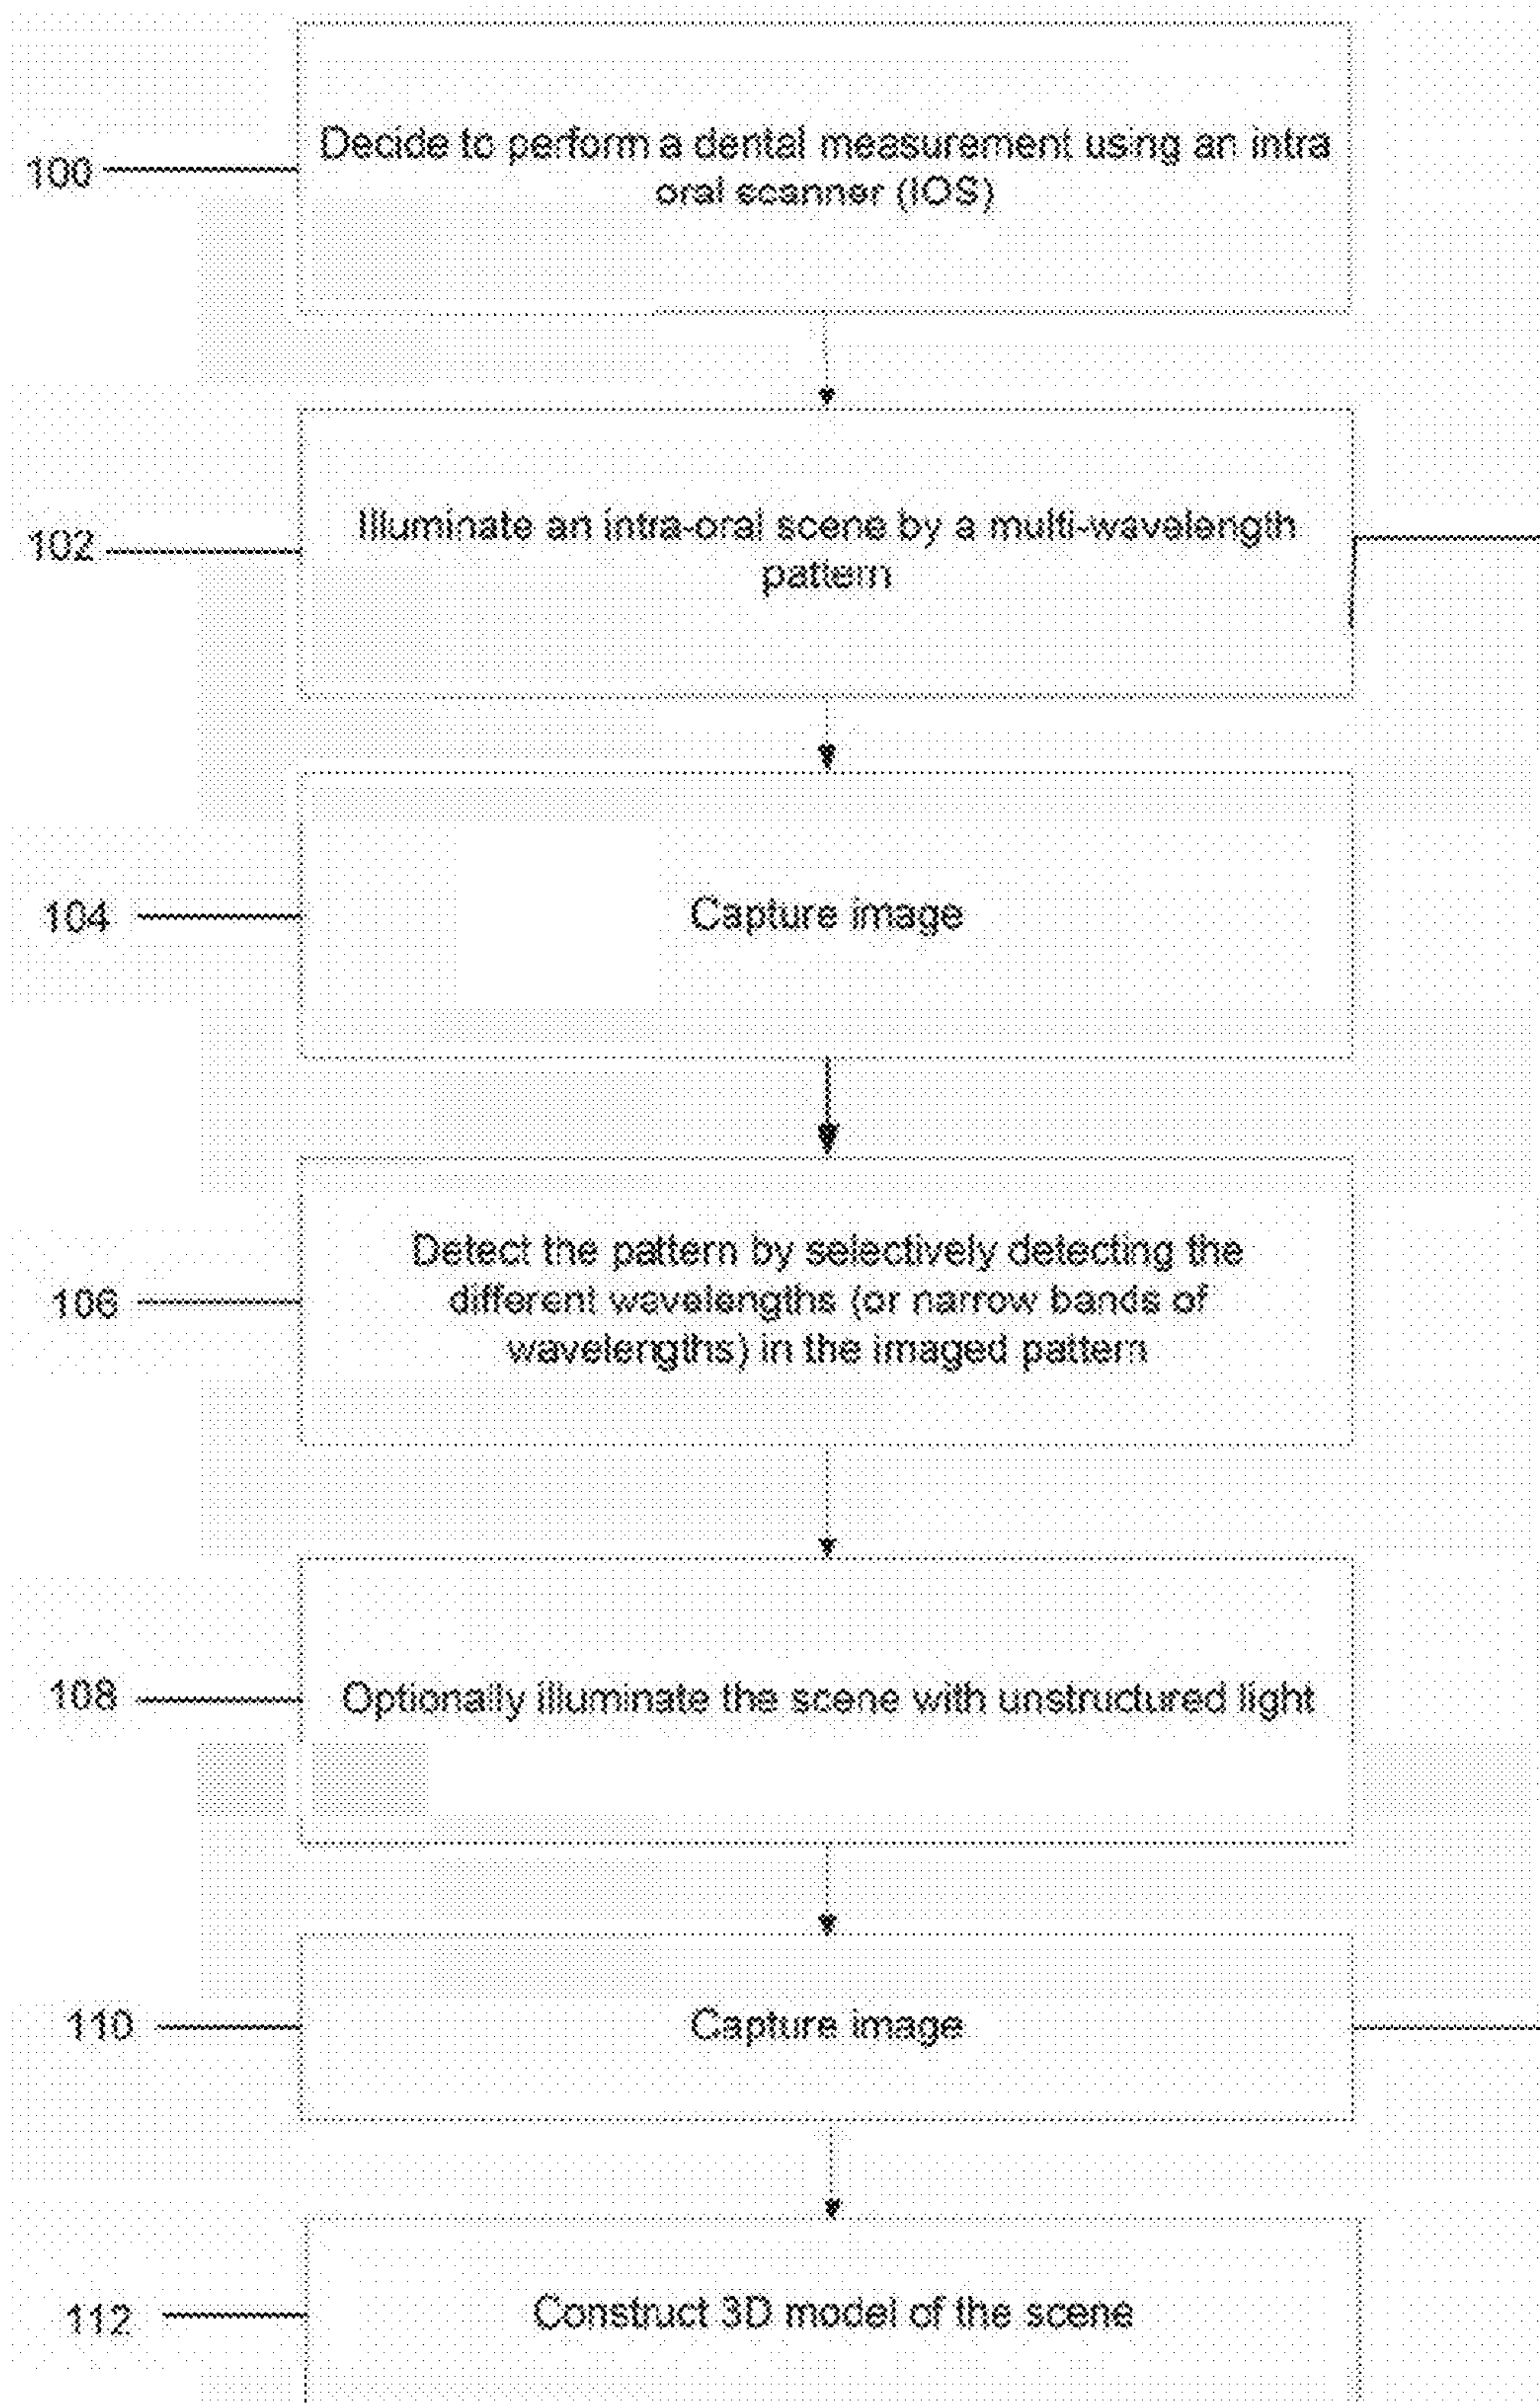 100
Decide to perform a dental measurement using an intra
oral scanner (IOS)
102
Illuminate an intra-oral scene by a multi-wavelength
pattern
104
Capture image
106
Detect the pattern by selectively detecting the
different wavelengths (or narrow bands of
wavelengths) in the imaged pattern
108
Optionally illuminate the scene with unstructured light
110
Capture image
112
Construct 3D model of the scene